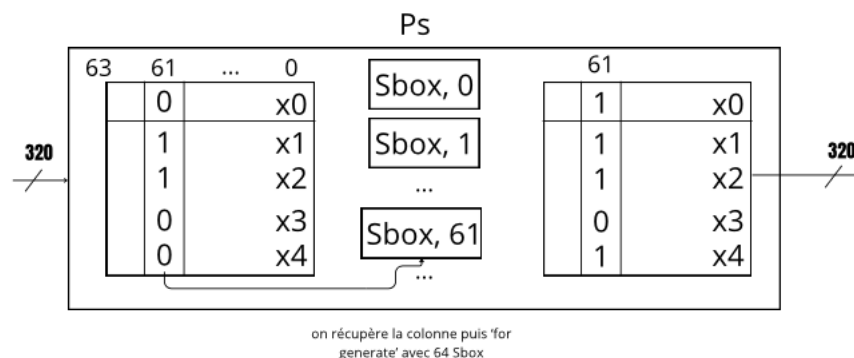 Ps
63 61 ... 0
61
0 x0
1 x1
1 x2
0 x3
0 x4
Sbox, 0
Sbox, 1
...
Sbox, 61
...
1 x0
1 x1
1 x2
0 x3
1 x4
320
320
on récupère la colonne puis 'for
generate' avec 64 Sbox